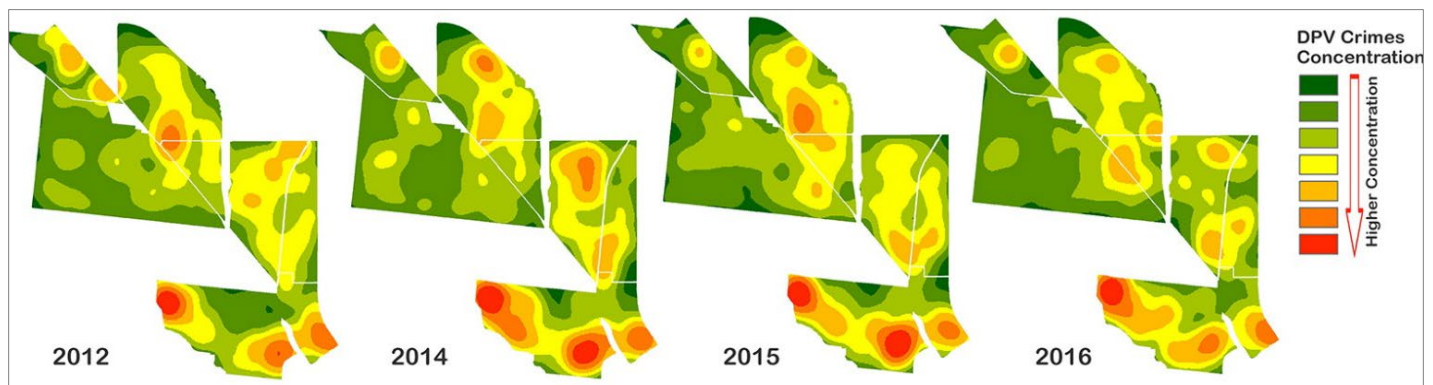 DPV Crimes
Concentration
Higher Concentration
2012
2014
2015
2016